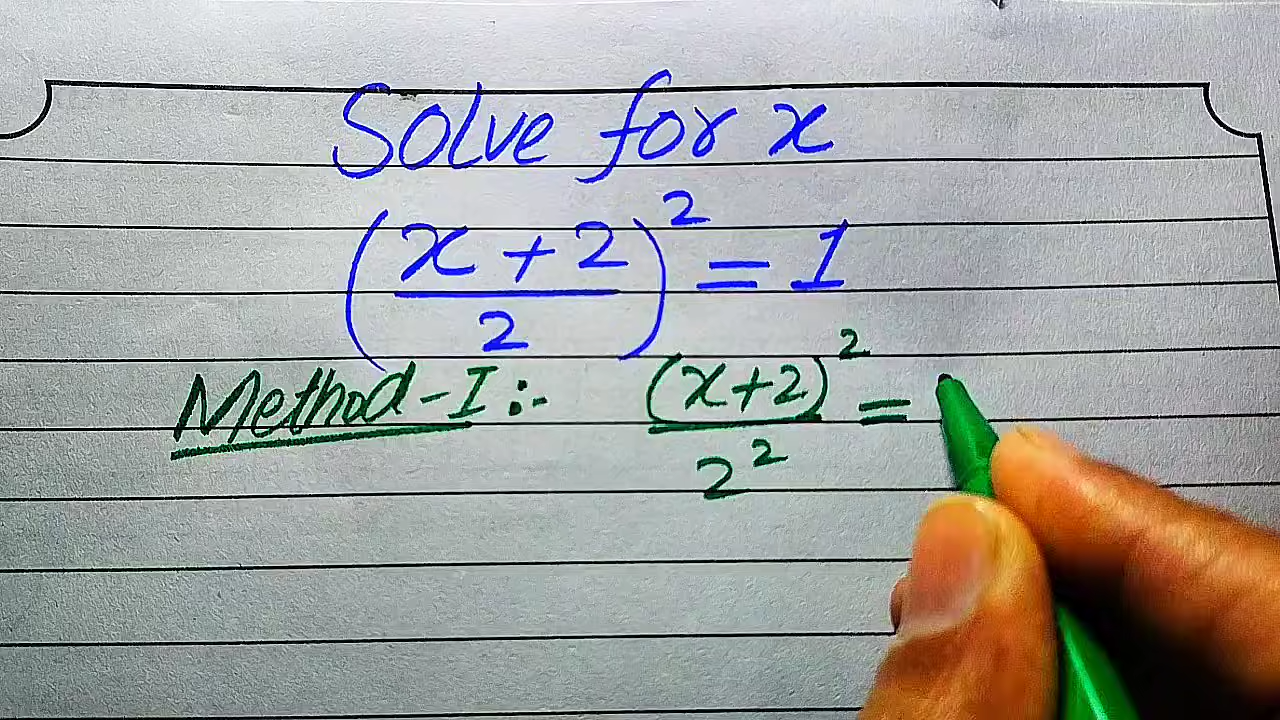 Solve for x
(x + 2 / 2)² = 1
Method-I :- (x+2)² / 2² =